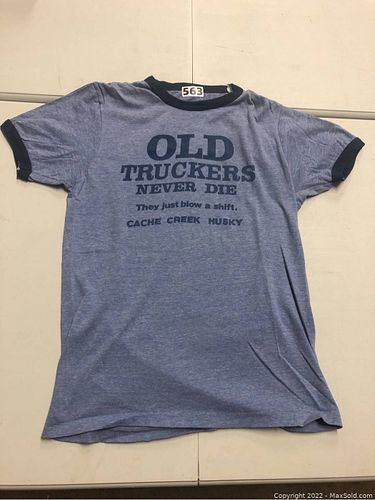 563
OLD
TRUCKERS
NEVER DIE
They just blow a shift.
CACHE CREEK HUSKY
Copyright 2022 - MaxSold.com